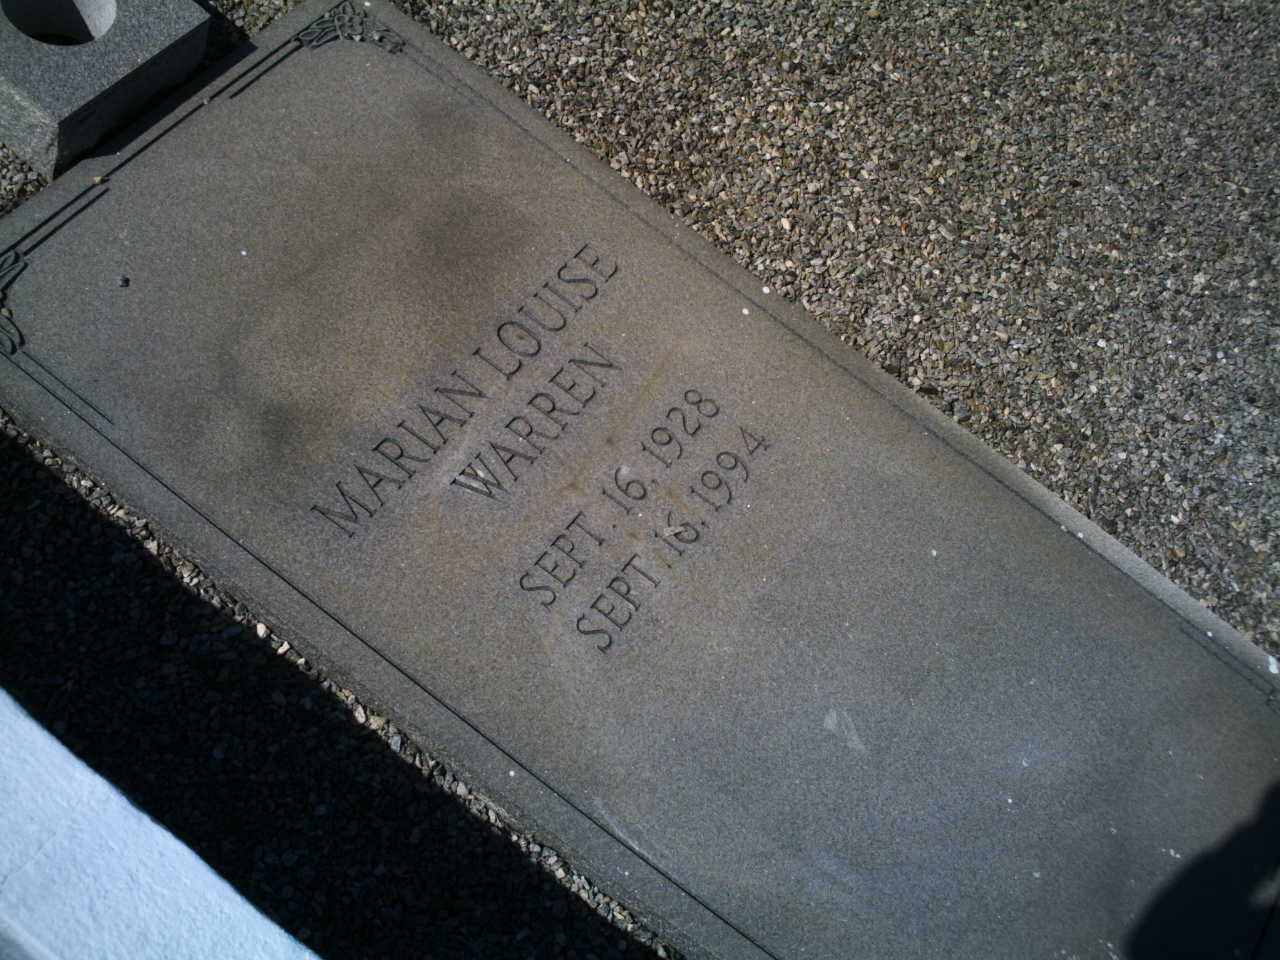 MARIAN LOUISE
WARREN
SEPT. 16, 1928
SEPT. 16, 1994